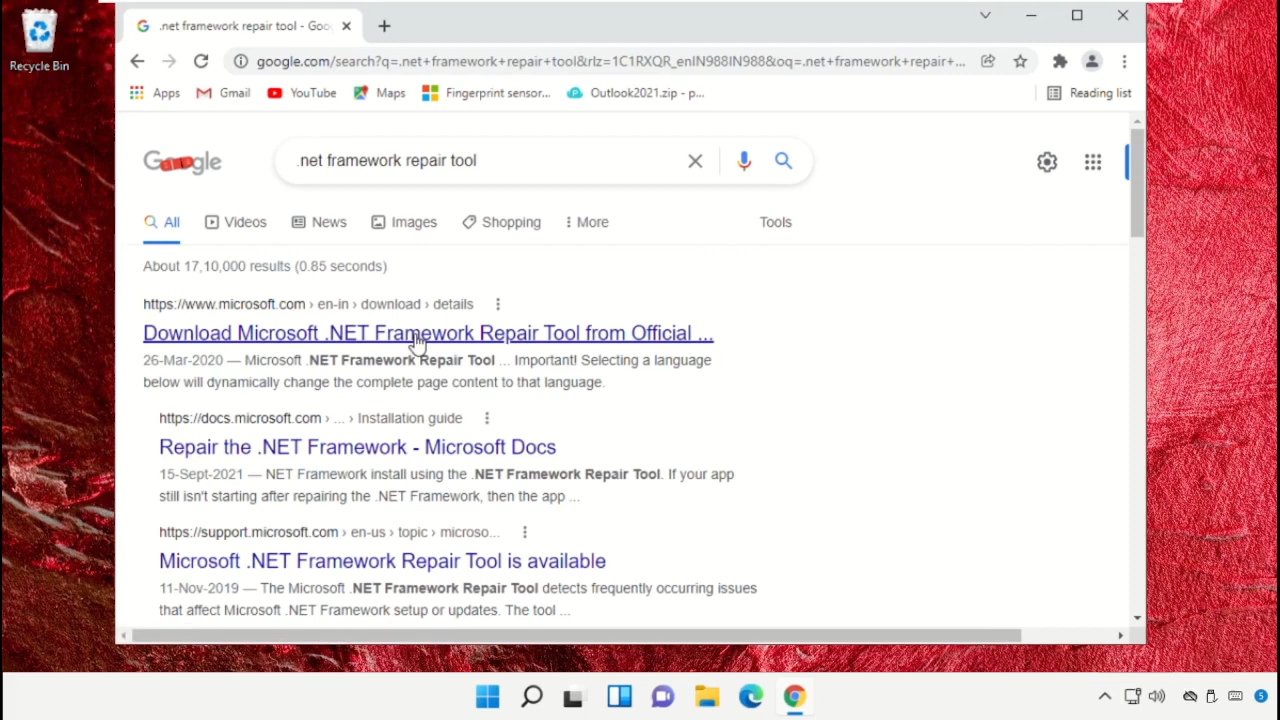 Recycle Bin
.net framework repair tool - Goo
google.com/search?q=.net+framework+repair+tool&rlz=1C1RXQR_enIN988IN988&oq=.net+framework+repair+...
Apps
Gmail
YouTube
Maps
Fingerprint sensor...
Outlook2021.zip - p...
Reading list
Google
.net framework repair tool
All
Videos
News
Images
Shopping
More
Tools
About 17,10,000 results (0.85 seconds)
https://www.microsoft.com › en-in › download › details
Download Microsoft .NET Framework Repair Tool from Official ...
26-Mar-2020 — Microsoft .NET Framework Repair Tool ... Important! Selecting a language
below will dynamically change the complete page content to that language.
https://docs.microsoft.com › ... › Installation guide
Repair the .NET Framework - Microsoft Docs
15-Sept-2021 — NET Framework install using the .NET Framework Repair Tool. If your app
still isn't starting after repairing the .NET Framework, then the app ...
https://support.microsoft.com › en-us › topic › microso...
Microsoft .NET Framework Repair Tool is available
11-Nov-2019 — The Microsoft .NET Framework Repair Tool detects frequently occurring issues
that affect Microsoft .NET Framework setup or updates. The tool ...
5